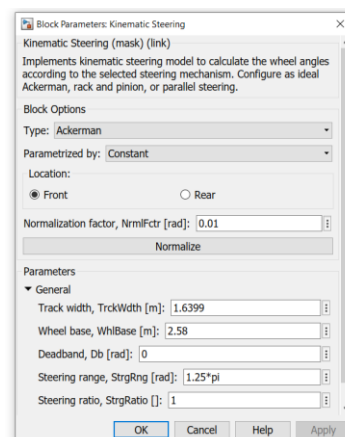 Block Parameters: Kinematic Steering
Kinematic Steering (mask) (link)
Implements kinematic steering model to calculate the wheel angles
according to the selected steering mechanism. Configure as ideal
Ackerman, rack and pinion, or parallel steering.
Block Options
Type: Ackerman
Parametrized by: Constant
Location:
Front Rear
Normalization factor, NrmlFctr [rad]: 0.01
Normalize
Parameters
General
Track width, TrckWdth [m]: 1.6399
Wheel base, WhlBase [m]: 2.58
Deadband, Db [rad]: 0
Steering range, StrgRng [rad]: 1.25*pi
Steering ratio, StrgRatio []: 1
OK Cancel Help Apply